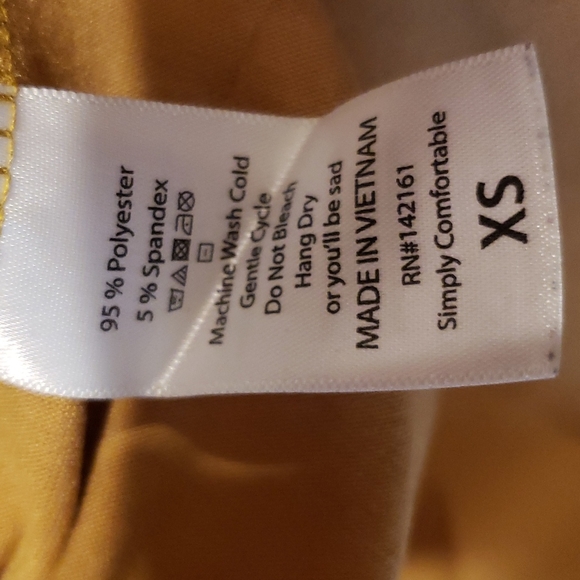 95 % Polyester
5 % Spandex
Machine Wash Cold
Gentle Cycle
Do Not Bleach
Hang Dry
or you'll be sad
MADE IN VIETNAM
RN#142161
Simply Comfortable
XS